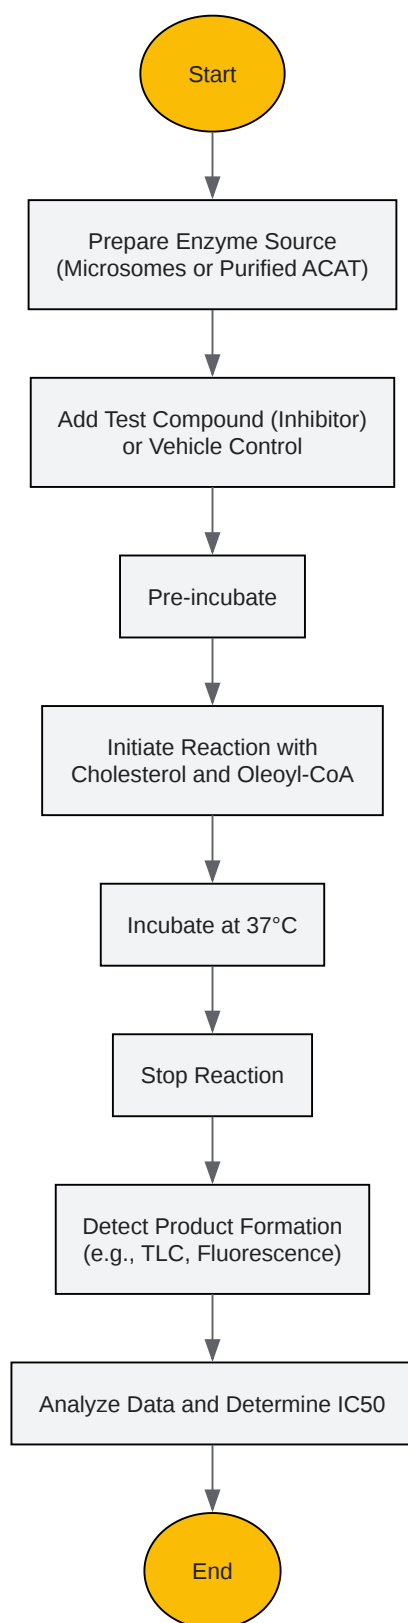 Start
Prepare Enzyme Source
(Microsomes or Purified ACAT)
Add Test Compound (Inhibitor)
or Vehicle Control
Pre-incubate
Initiate Reaction with
Cholesterol and Oleoyl-CoA
Incubate at 37°C
Stop Reaction
Detect Product Formation
(e.g., TLC, Fluorescence)
Analyze Data and Determine IC50
End